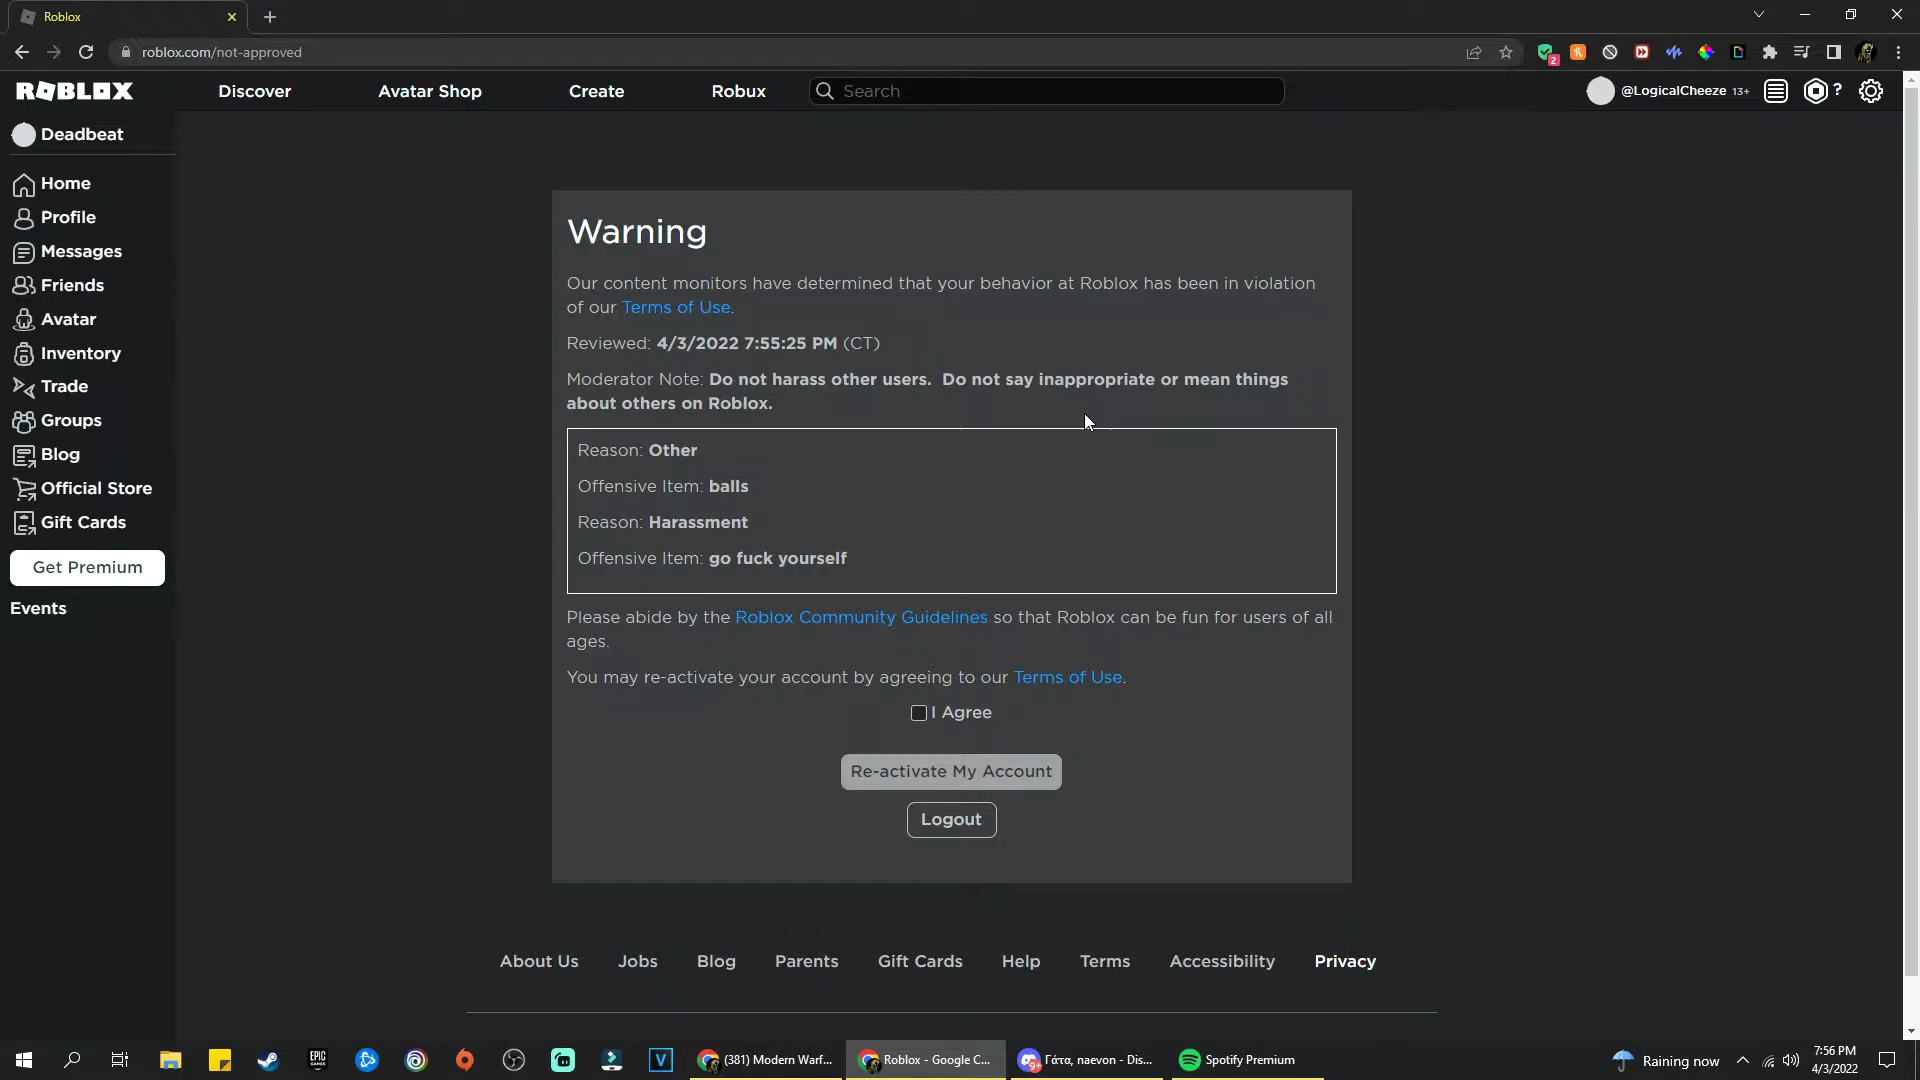 Roblox
roblox.com/not-approved
2
ROBLOX
Discover
Avatar Shop
Create
Robux
Search
@LogicalCheeze 13+
?
Deadbeat
Home
Profile
Messages
Friends
Avatar
Inventory
Trade
Groups
Blog
Official Store
Gift Cards
Get Premium
Events
Warning
Our content monitors have determined that your behavior at Roblox has been in violation
of our Terms of Use.
Reviewed: 4/3/2022 7:55:25 PM (CT)
Moderator Note: Do not harass other users. Do not say inappropriate or mean things
about others on Roblox.
Reason: Other
Offensive Item: balls
Reason: Harassment
Offensive Item: go fuck yourself
Please abide by the Roblox Community Guidelines so that Roblox can be fun for users of all
ages.
You may re-activate your account by agreeing to our Terms of Use.
I Agree
Re-activate My Account
Logout
About Us
Jobs
Blog
Parents
Gift Cards
Help
Terms
Accessibility
Privacy
EPIC
GAMES
V
(381) Modern Warf...
Roblox - Google C...
9+
Γάτα, naevon - Dis...
Spotify Premium
Raining now
7:56 PM
4/3/2022